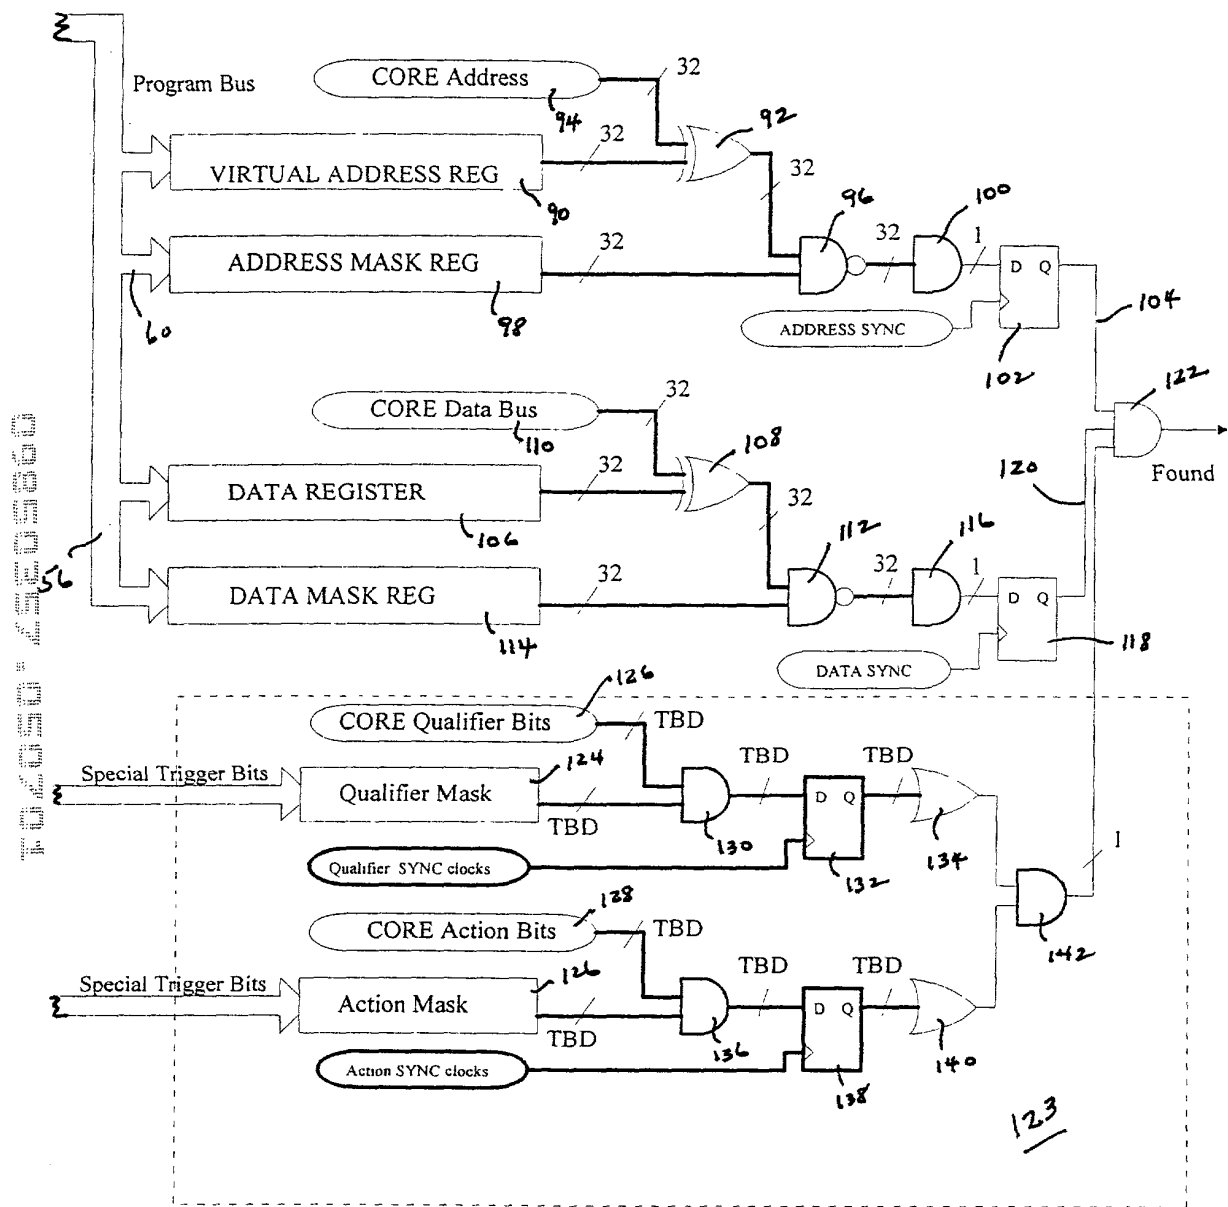 CORE Address
32
Program Bus
94
92
32
VIRTUAL ADDRESS REG
90
32
96
100
32
1
ADDRESS MASK REG
98
32
60
D Q
ADDRESS SYNC
102
104
122
CORE Data Bus
110
32
108
Found
120
DATA REGISTER
106
32
32
112
116
56
DATA MASK REG
114
32
32
1
D Q
118
DATA SYNC
09850357.050701
126
CORE Qualifier Bits
TBD
Special Trigger Bits
124
Qualifier Mask
TBD
130
TBD
D Q
132
TBD
134
Qualifier SYNC clocks
1
128
CORE Action Bits
TBD
142
Special Trigger Bits
126
Action Mask
TBD
136
TBD
D Q
138
TBD
140
Action SYNC clocks
123